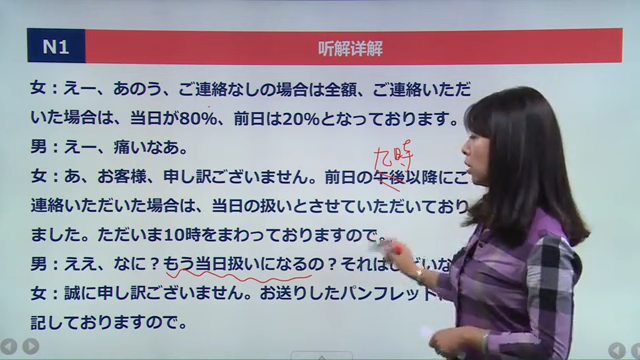 N1
听解详解
女：えー、あのう、ご連絡なしの場合は全額、ご連絡いただ
いた場合は、当日が80%、前日は20%となっております。
男：えー、痛いなあ。
九時
女：あ、お客様、申し訳ございません。前日の午後以降にご
連絡いただいた場合は、当日の扱いとさせていただいており
ました。ただいま10時をまわっておりますので。
男：ええ、なに？もう当日扱いになるの？それは
女：誠に申し訳ございません。お送りしたパンフレット
記しておりますので。